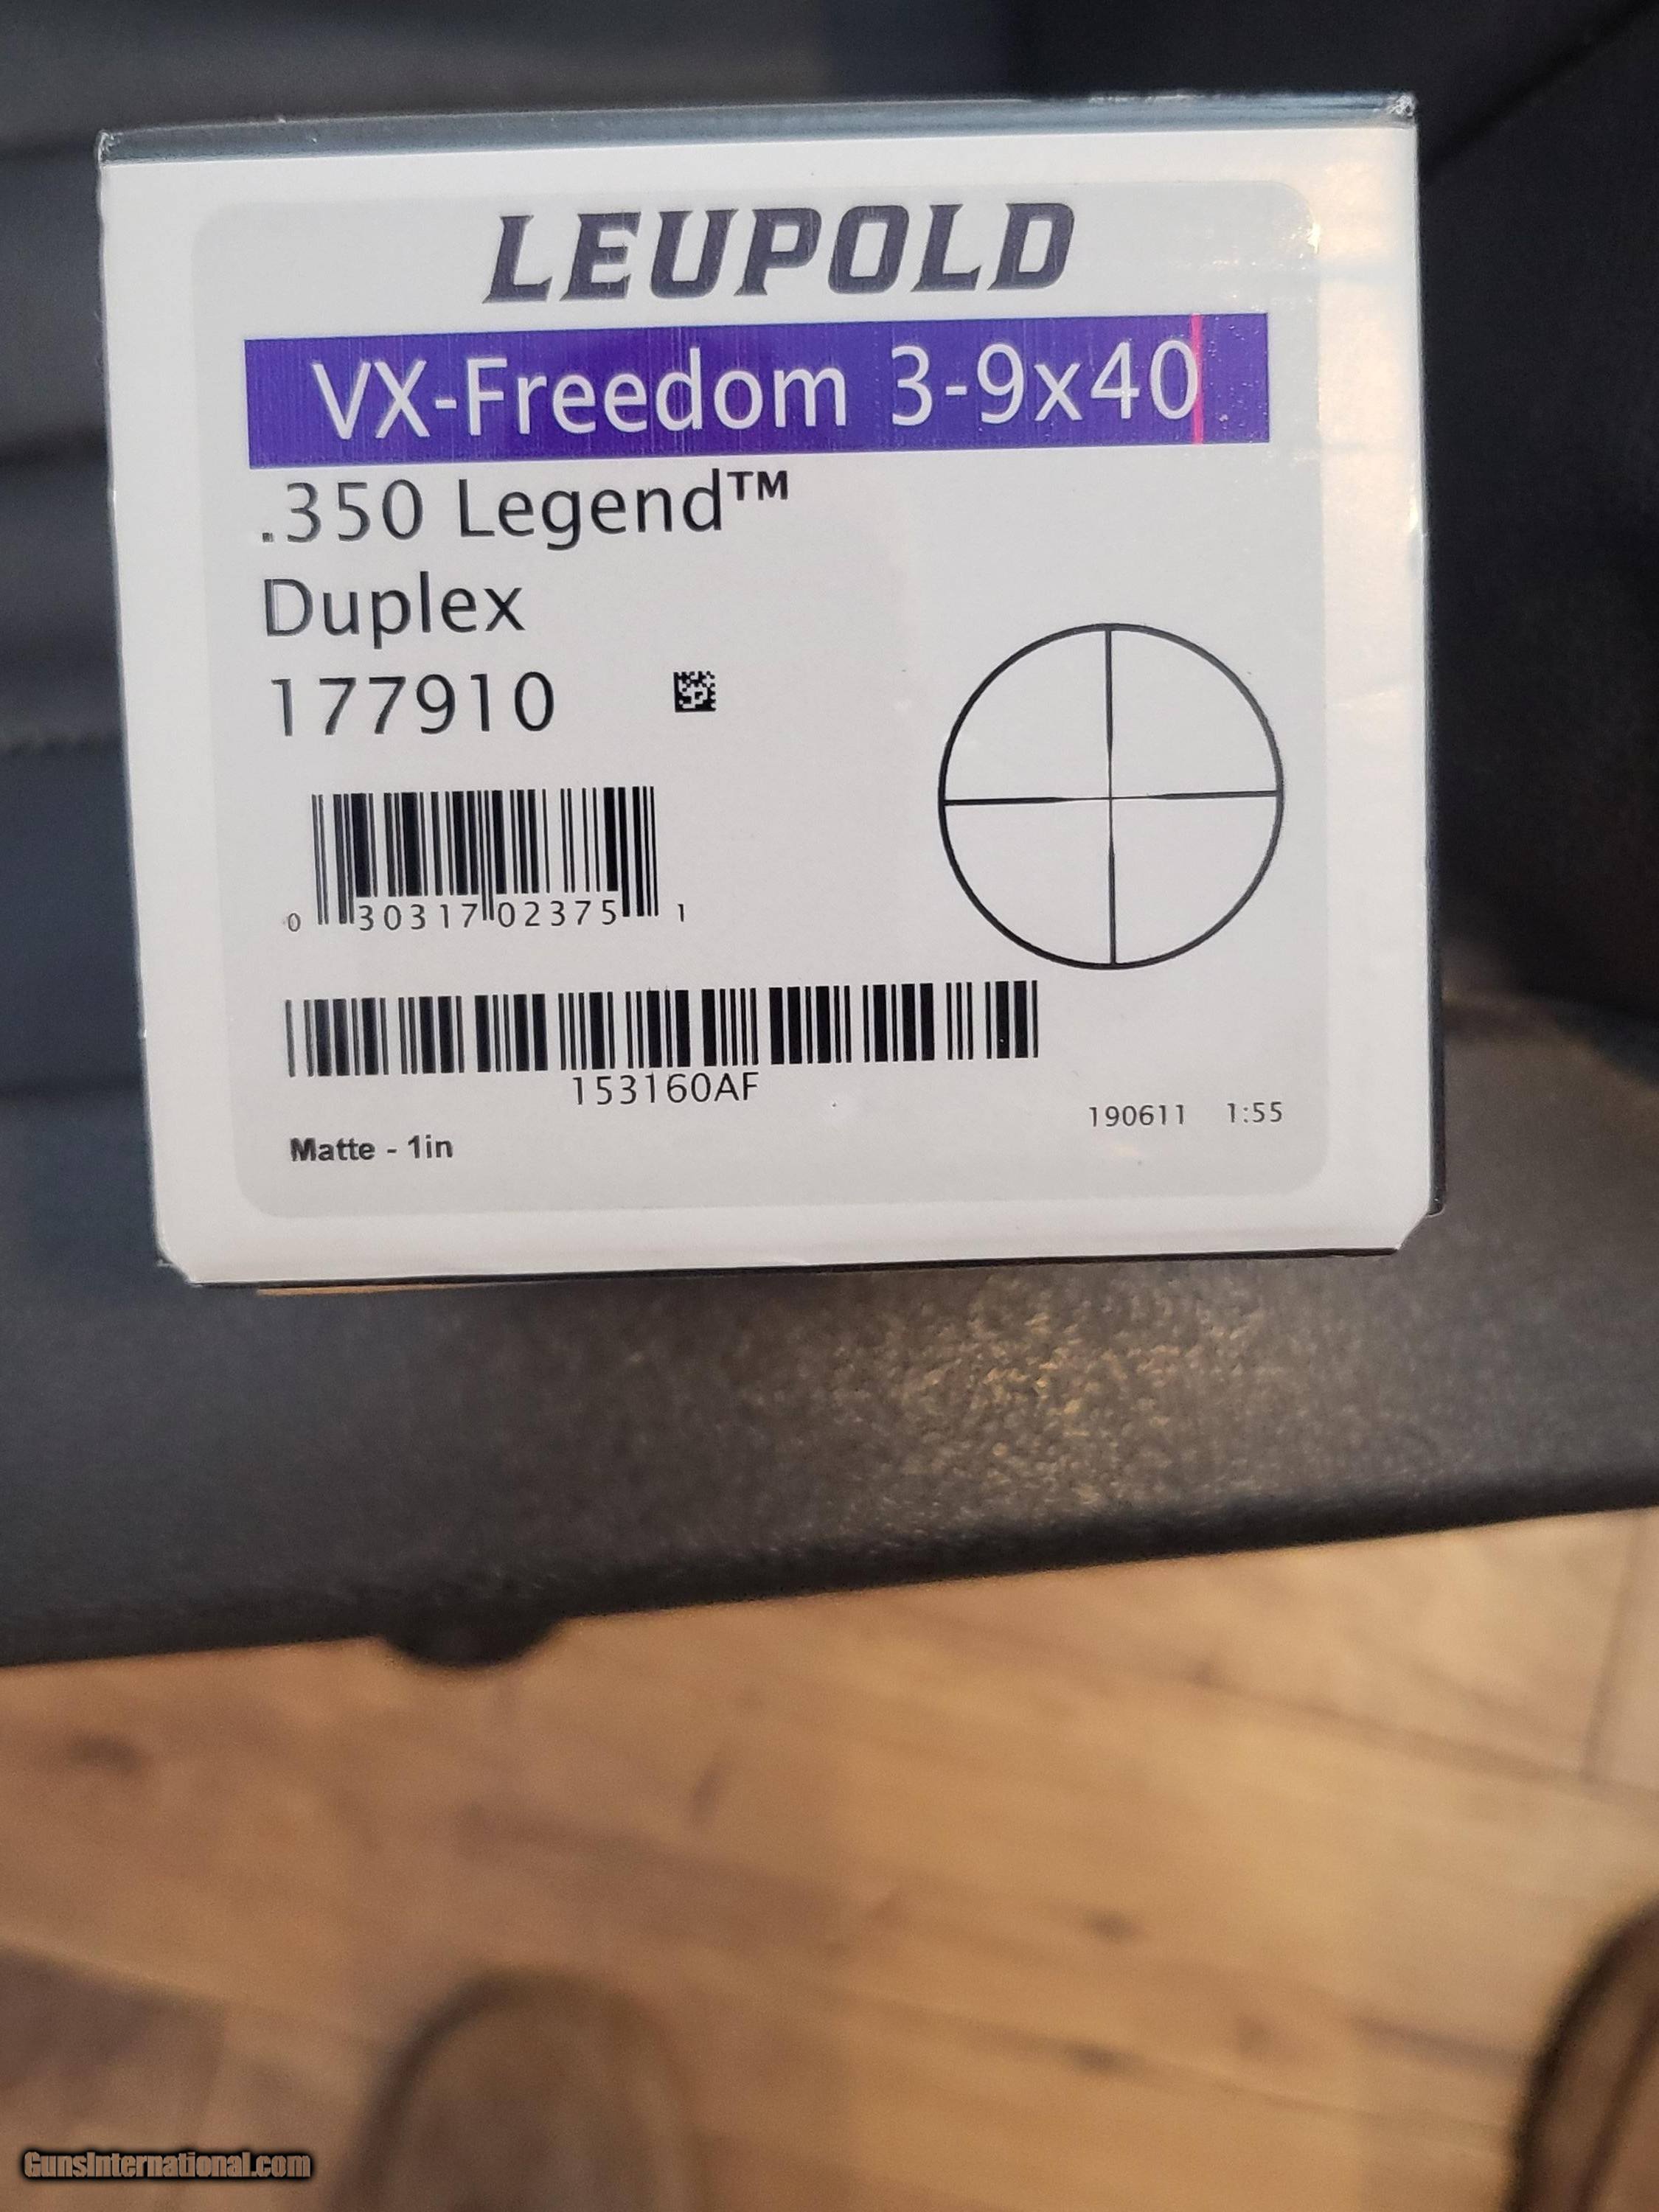 LEUPOLD
VX-Freedom 3-9x40
.350 Legend™
Duplex
177910
0 30317 02375 1
153160AF
190611 1:55
Matte - 1in
GunsInternational.com